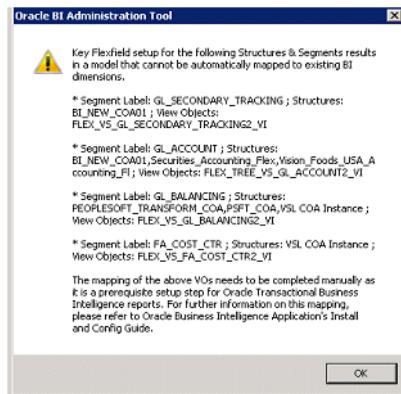 Oracle BI Administration Tool
Key Flexfield setup for the following Structures & Segments results
in a model that cannot be automatically mapped to existing BI
dimensions.
* Segment Label: GL_SECONDARY_TRACKING ; Structures:
BI_NEW_COA01 ; View Objects:
FLEX_VS_GL_SECONDARY_TRACKING2_VI
* Segment Label: GL_ACCOUNT ; Structures:
BI_NEW_COA01,Securities_Accounting_Flex,Vision_Foods_USA_A
ccounting_Fl ; View Objects: FLEX_TREE_VS_GL_ACCOUNT2_VI
* Segment Label: GL_BALANCING ; Structures:
PEOPLESOFT_TRANSFORM_COA,PSFT_COA,VSL COA Instance ;
View Objects: FLEX_VS_GL_BALANCING2_VI
* Segment Label: FA_COST_CTR ; Structures: VSL COA Instance ;
View Objects: FLEX_VS_FA_COST_CTR2_VI
The mapping of the above VOs needs to be completed manually as
it is a prerequisite setup step for Oracle Transactional Business
Intelligence reports. For further information on this mapping,
please refer to Oracle Business Intelligence Application's Install
and Config Guide.
OK